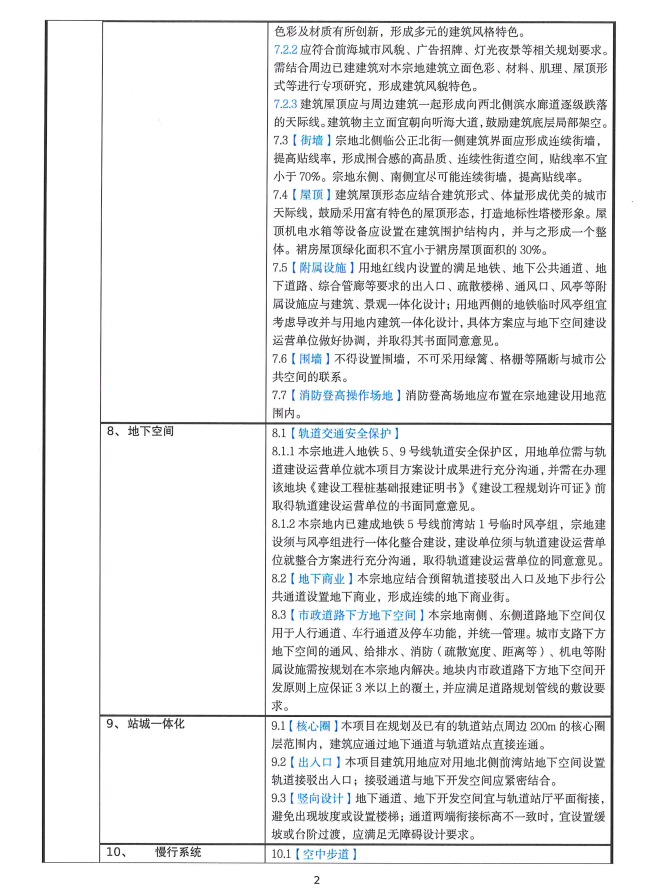 色彩及材质有所创新，形成多元的建筑风格特色。
7.2.2 应符合前海城市风貌、广告招牌、灯光夜景等相关规划要求。
需结合周边已建建筑对本宗地建筑立面色彩、材料、肌理、屋顶形
式等进行专项研究，形成建筑风貌特色。
7.2.3 建筑屋顶应与周边建筑一起形成向西北侧滨水廊道逐级跌落
的天际线。建筑物主立面宜朝向听海大道，鼓励建筑底层局部架空。
7.3【街墙】宗地北侧临公正北街一侧建筑界面应形成连续街墙，
提高贴线率，形成围合感的高品质、连续性街道空间，贴线率不宜
小于 70%。宗地东侧、南侧宜尽可能连续街墙，提高贴线率。
7.4【屋顶】建筑屋顶形态应结合建筑形式、体量形成优美的城市
天际线，鼓励采用富有特色的屋顶形态，打造地标性塔楼形象。屋
顶机电水箱等设备应设置在建筑围护结构内，并与之形成一个整
体。裙房屋顶绿化面积不宜小于裙房屋顶面积的 30%。
7.5【附属设施】用地红线内设置的满足地铁、地下公共通道、地
下道路、综合管廊等要求的出入口、疏散楼梯、通风口、风亭等附
属设施应与建筑、景观一体化设计；用地西侧的地铁临时风亭组宜
考虑导改并与用地内建筑一体化设计，具体方案应与地下空间建设
运营单位做好协调，并取得其书面同意意见。
7.6【围墙】不得设置围墙，不可采用绿篱、格栅等隔断与城市公
共空间的联系。
7.7【消防登高操作场地】消防登高场地应布置在宗地建设用地范
围内。
8、地下空间
8.1【轨道交通安全保护】
8.1.1 本宗地进入地铁 5、9 号线轨道安全保护区，用地单位需与轨
道建设运营单位就本项目方案设计成果进行充分沟通，并需在办理
该地块《建设工程桩基础报建证明书》《建设工程规划许可证》前
取得轨道建设运营单位的书面同意意见。
8.1.2 本宗地内已建成地铁 5 号线前湾站 1 号临时风亭组，宗地建
设须与风亭组进行一体化整合建设，建设单位须与轨道建设运营单
位就整合方案进行充分沟通，取得轨道建设运营单位的同意意见。
8.2【地下商业】本宗地应结合预留轨道接驳出入口及地下步行公
共通道设置地下商业，形成连续的地下商业街。
8.3【市政道路下方地下空间】本宗地南侧、东侧道路地下空间仅
用于人行通道、车行通道及停车功能，并统一管理。城市支路下方
地下空间的通风、给排水、消防（疏散宽度、距离等）、机电等附
属设施需按规划在本宗地内解决。地块内市政道路下方地下空间开
发原则上应保证 3 米以上的覆土，并应满足道路规划管线的敷设要
求。
9、站城一体化
9.1【核心圈】本项目在规划及已有的轨道站点周边 200m 的核心圈
层范围内，建筑应通过地下通道与轨道站点直接连通。
9.2【出入口】本项目建筑用地应对用地北侧前湾站地下空间设置
轨道接驳出入口；接驳通道与地下开发空间应紧密结合。
9.3【竖向设计】地下通道、地下开发空间宜与轨道站厅平面衔接，
避免出现坡度或设置楼梯；通道两端衔接标高不一致时，宜设置缓
坡或台阶过渡，应满足无障碍设计要求。
10、 慢行系统
10.1【空中步道】
2